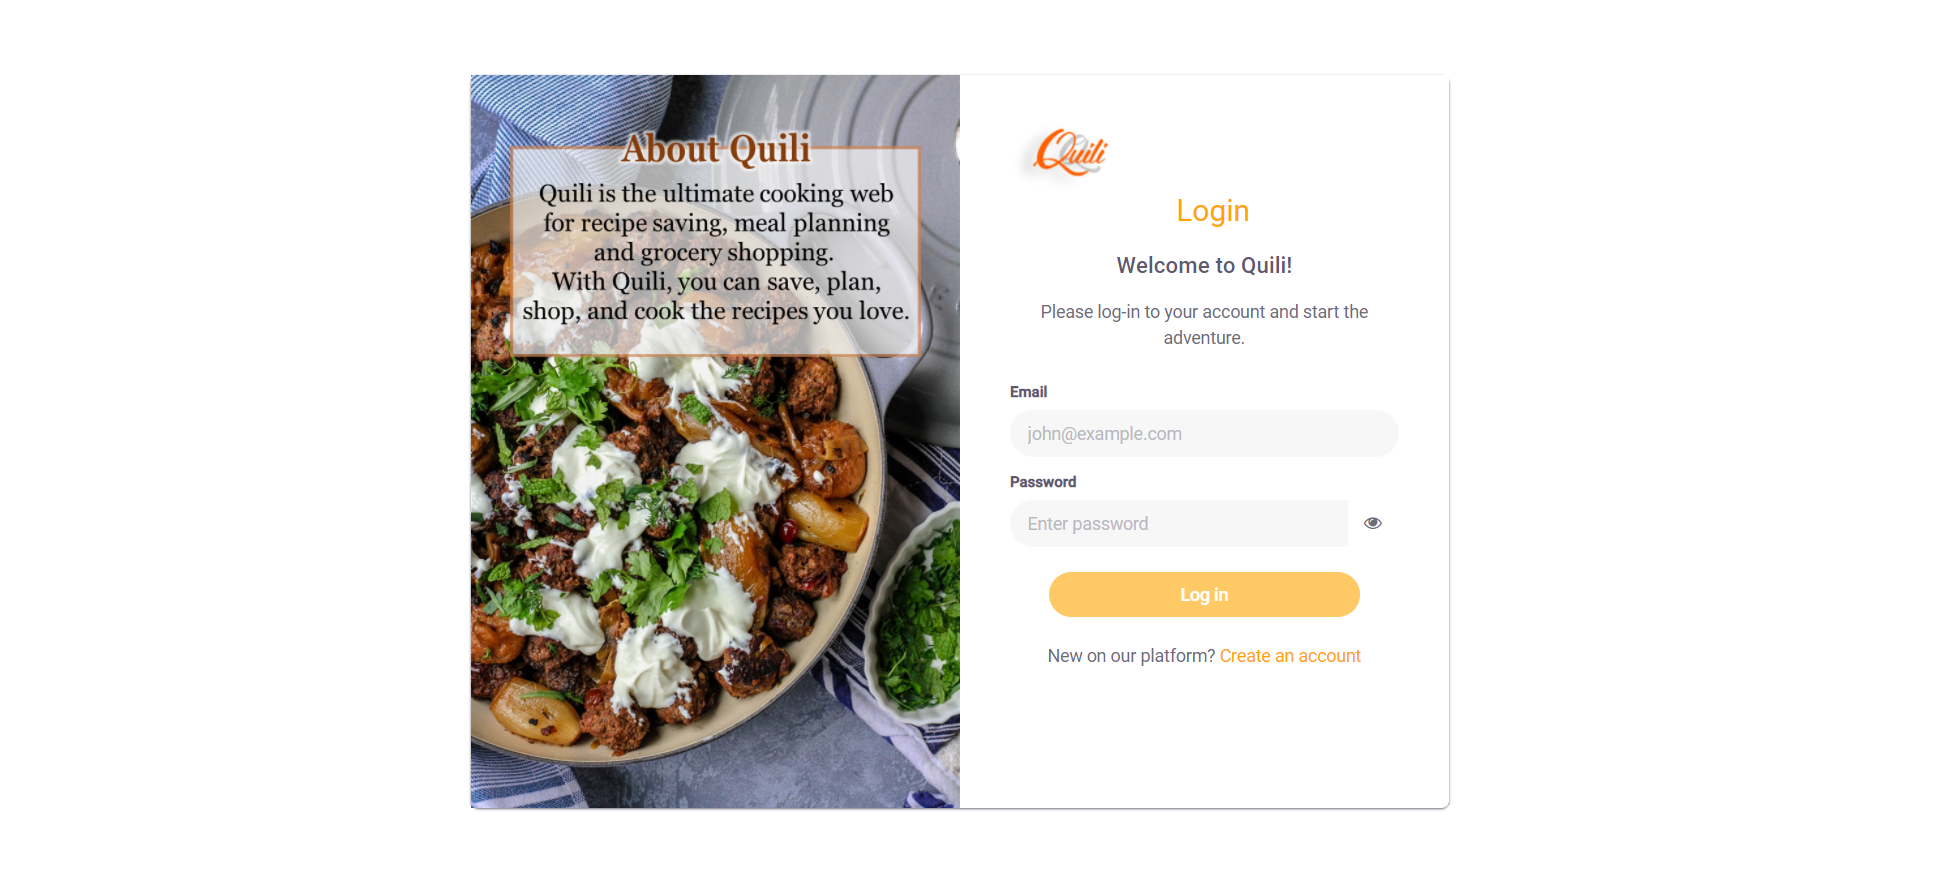 About Quili
Quili is the ultimate cooking web
for recipe saving, meal planning
and grocery shopping.
With Quili, you can save, plan,
shop, and cook the recipes you love.
Quili
Login
Welcome to Quili!
Please log-in to your account and start the
adventure.
Email
john@example.com
Password
Enter password
Log in
New on our platform? Create an account